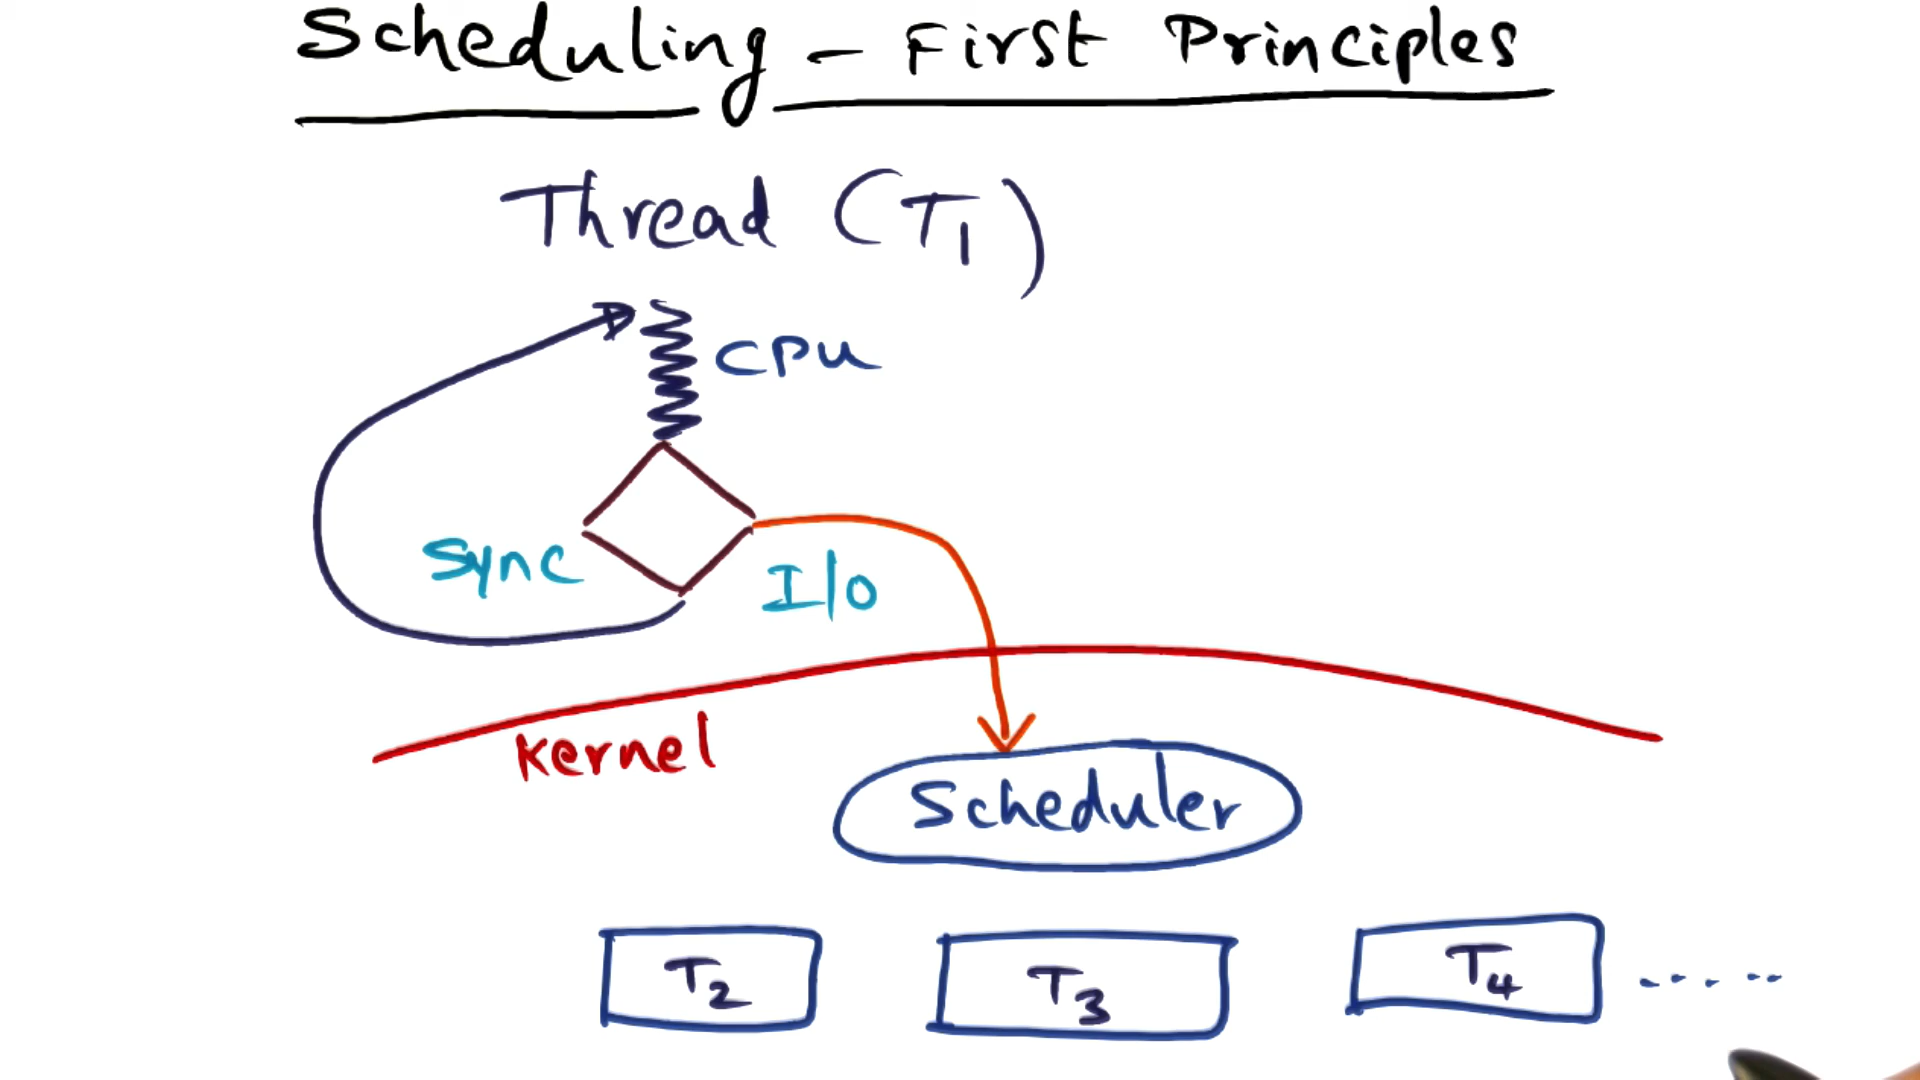 Scheduling - First Principles
Thread (T1)
CPU
Sync
I/O
Kernel
Scheduler
T2 T3 T4 ......